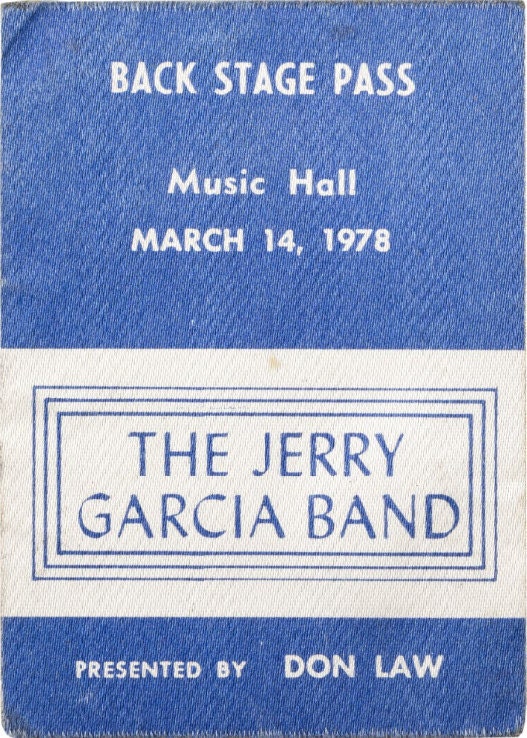 BACK STAGE PASS
Music Hall
MARCH 14, 1978
THE JERRY
GARCIA BAND
PRESENTED BY DON LAW